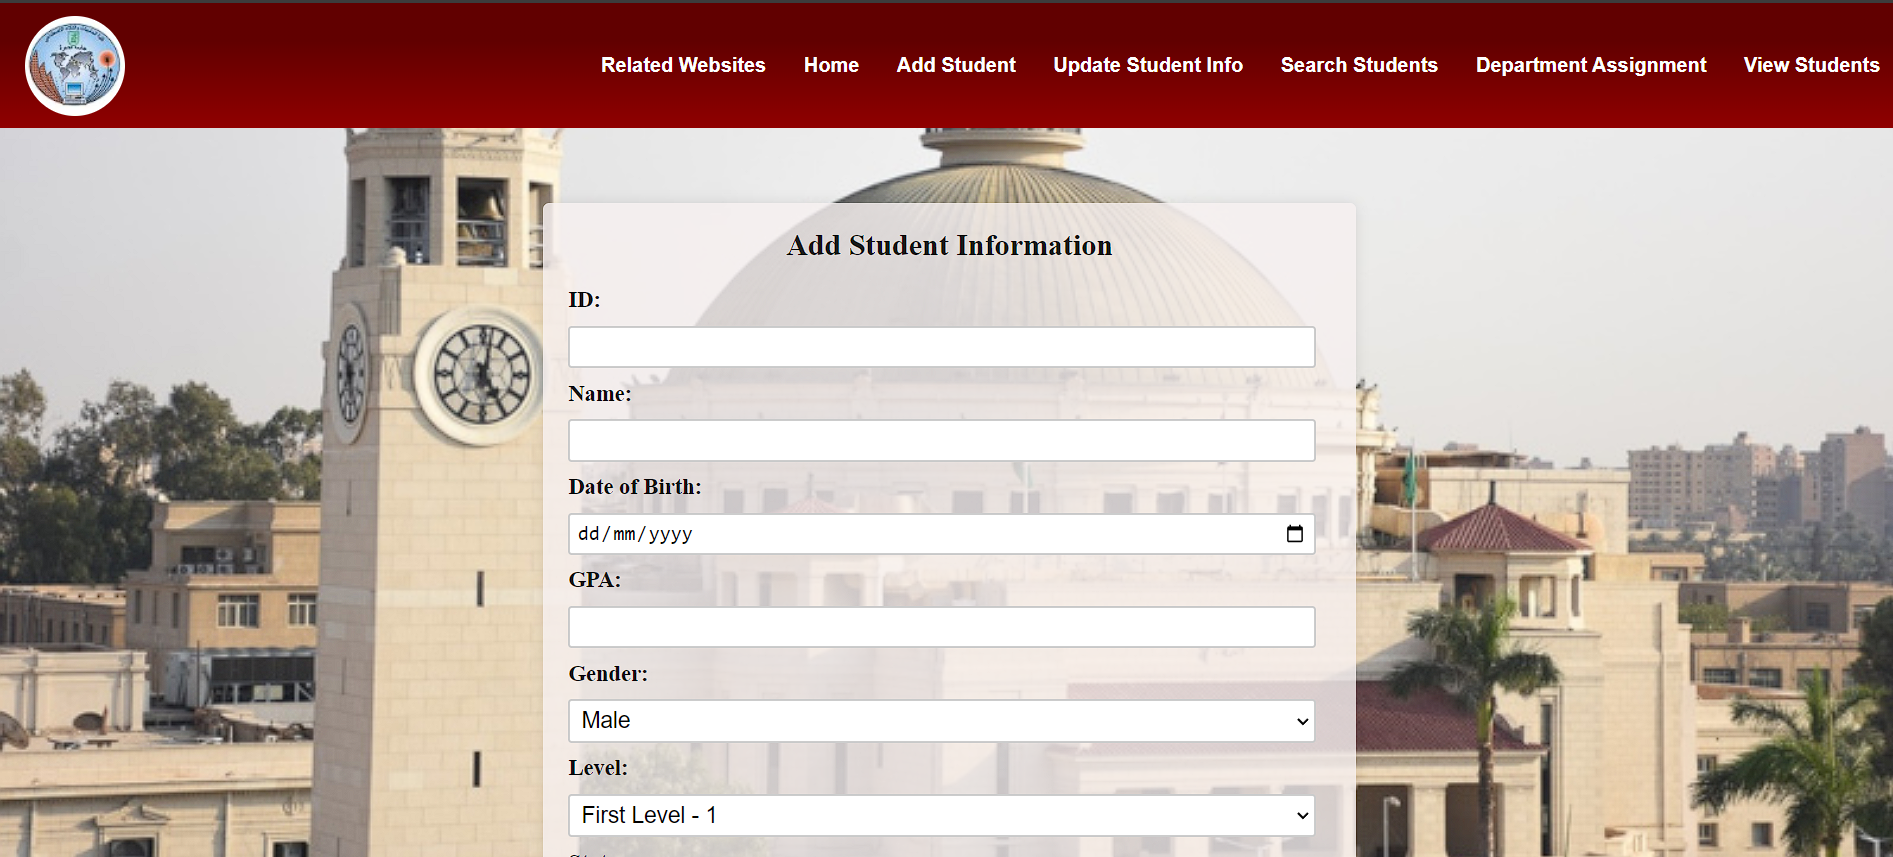 Related Websites Home Add Student Update Student Info Search Students Department Assignment View Students
Add Student Information
ID:
Name:
Date of Birth:
dd/mm/yyyy
GPA:
Gender:
Male
Level:
First Level - 1